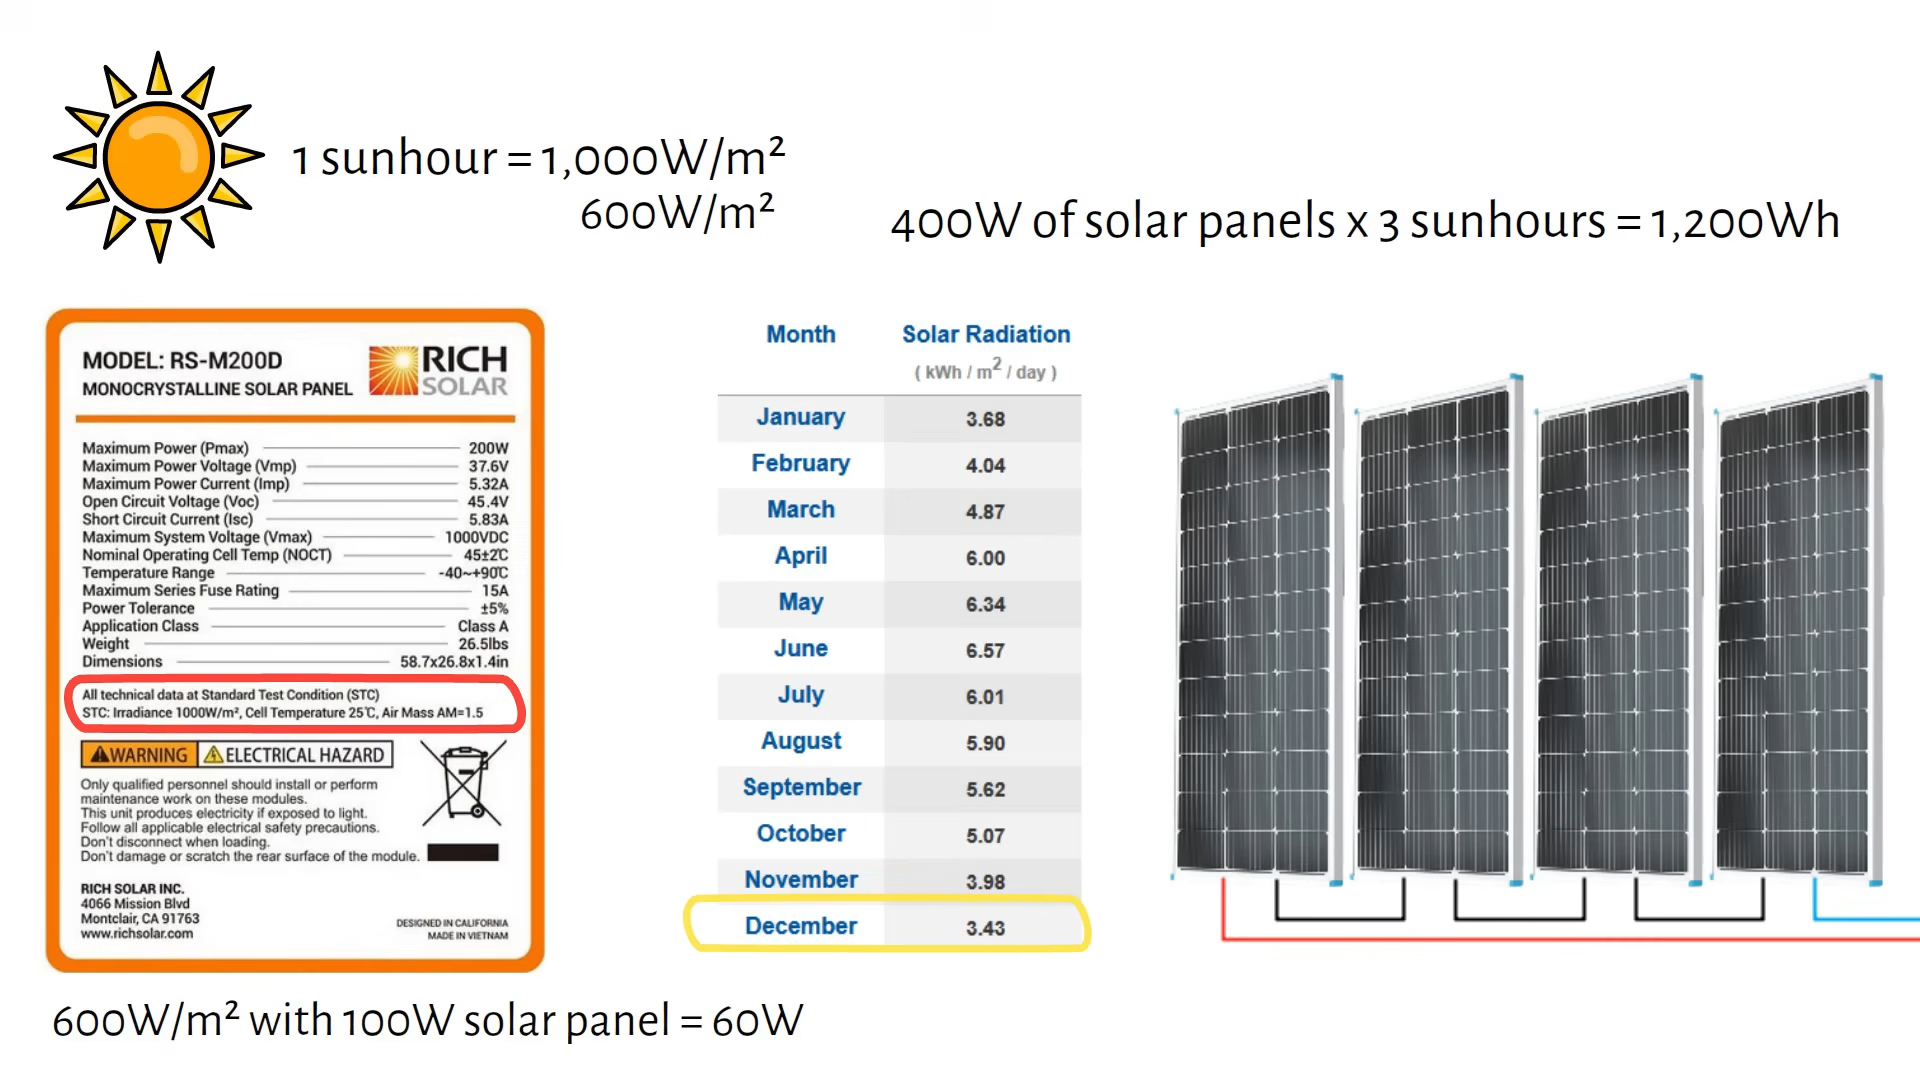 1 sunhour = 1,000W/m²
600W/m²
400W of solar panels x 3 sunhours = 1,200Wh
MODEL: RS-M200D
MONOCRYSTALLINE SOLAR PANEL
RICH
SOLAR
Maximum Power (Pmax) 200W
Maximum Power Voltage (Vmp) 37.6V
Maximum Power Current (Imp) 5.32A
Open Circuit Voltage (Voc) 45.4V
Short Circuit Current (Isc) 5.83A
Maximum System Voltage (Vmax) 1000VDC
Nominal Operating Cell Temp (NOCT) 45±2℃
Temperature Range -40~+90℃
Maximum Series Fuse Rating 15A
Power Tolerance ±5%
Application Class Class A
Weight 26.5lbs
Dimensions 58.7x26.8x1.4in
All technical data at Standard Test Condition (STC)
STC: Irradiance 1000W/m², Cell Temperature 25℃, Air Mass AM=1.5
WARNING ELECTRICAL HAZARD
Only qualified personnel should install or perform
maintenance work on these modules.
This unit produces electricity if exposed to light.
Follow all applicable electrical safety precautions.
Don't disconnect when loading.
Don't damage or scratch the rear surface of the module.
RICH SOLAR INC.
4066 Mission Blvd
Montclair, CA 91763
www.richsolar.com
DESIGNED IN CALIFORNIA
MADE IN VIETNAM
Month Solar Radiation
( kWh / m² / day )
January 3.68
February 4.04
March 4.87
April 6.00
May 6.34
June 6.57
July 6.01
August 5.90
September 5.62
October 5.07
November 3.98
December 3.43
600W/m² with 100W solar panel = 60W